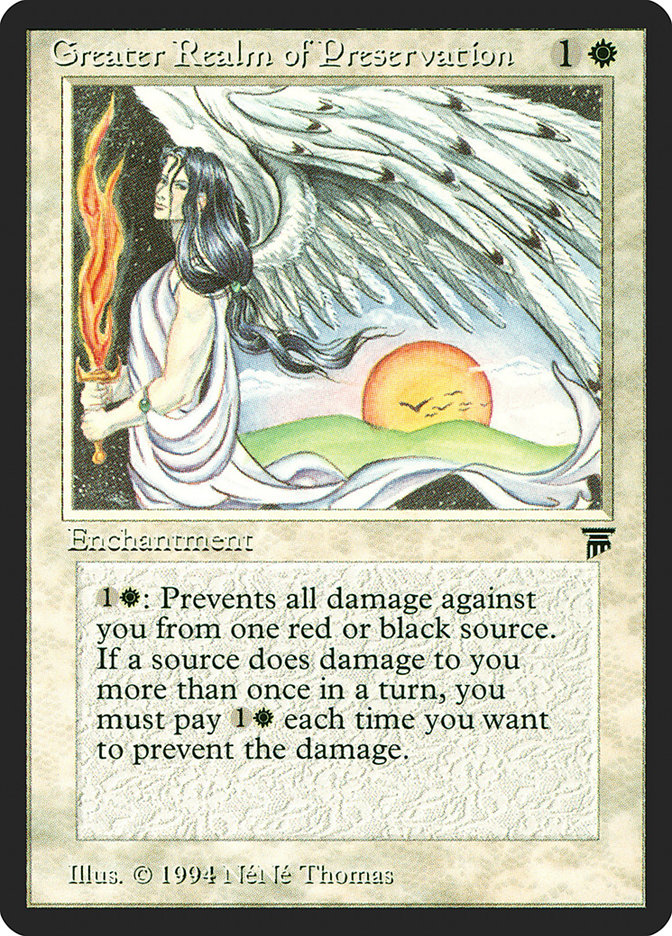 Greater Realm of Preservation 1
Enchantment
1: Prevents all damage against
you from one red or black source.
If a source does damage to you
more than once in a turn, you
must pay 1 each time you want
to prevent the damage.
Illus. © 1994 NéNé Thomas